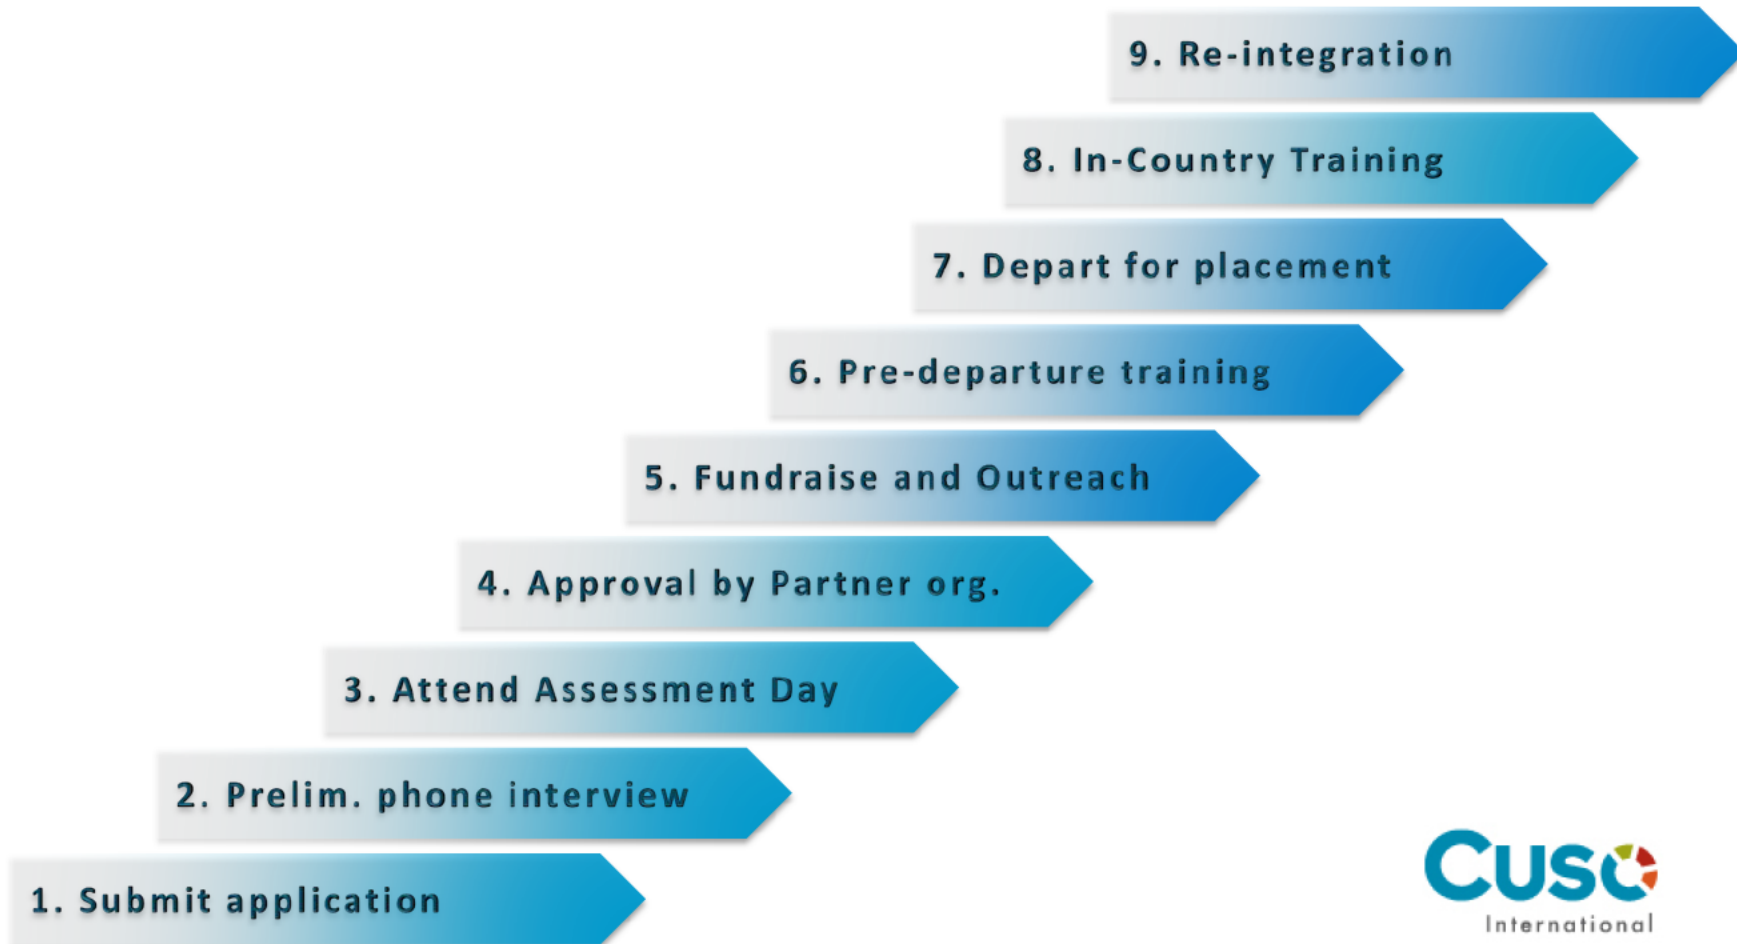 9. Re-integration
8. In-Country Training
7. Depart for placement
6. Pre-departure training
5. Fundraise and Outreach
4. Approval by Partner org.
3. Attend Assessment Day
2. Prelim. phone interview
1. Submit application
Cuso
International